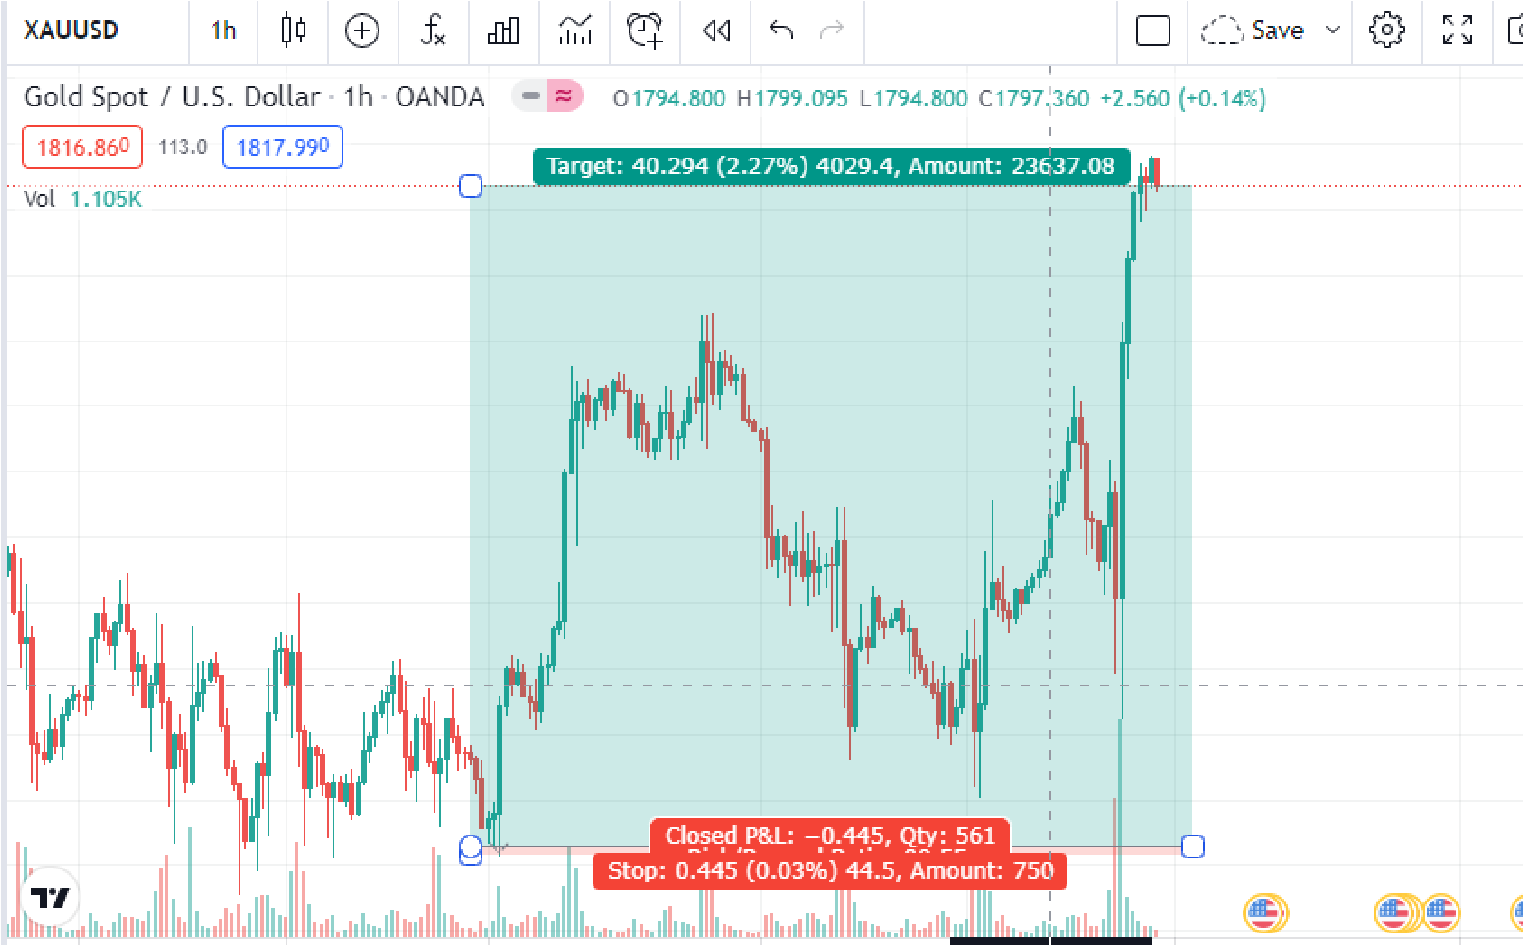 XAUUSD 1h Save
Gold Spot / U.S. Dollar · 1h · OANDA O1794.800 H1799.095 L1794.800 C1797.360 +2.560 (+0.14%)
1816.860 113.0 1817.990
Target: 40.294 (2.27%) 4029.4, Amount: 23637.08
Vol 1.105K
Closed P&L: −0.445, Qty: 561
Stop: 0.445 (0.03%) 44.5, Amount: 750